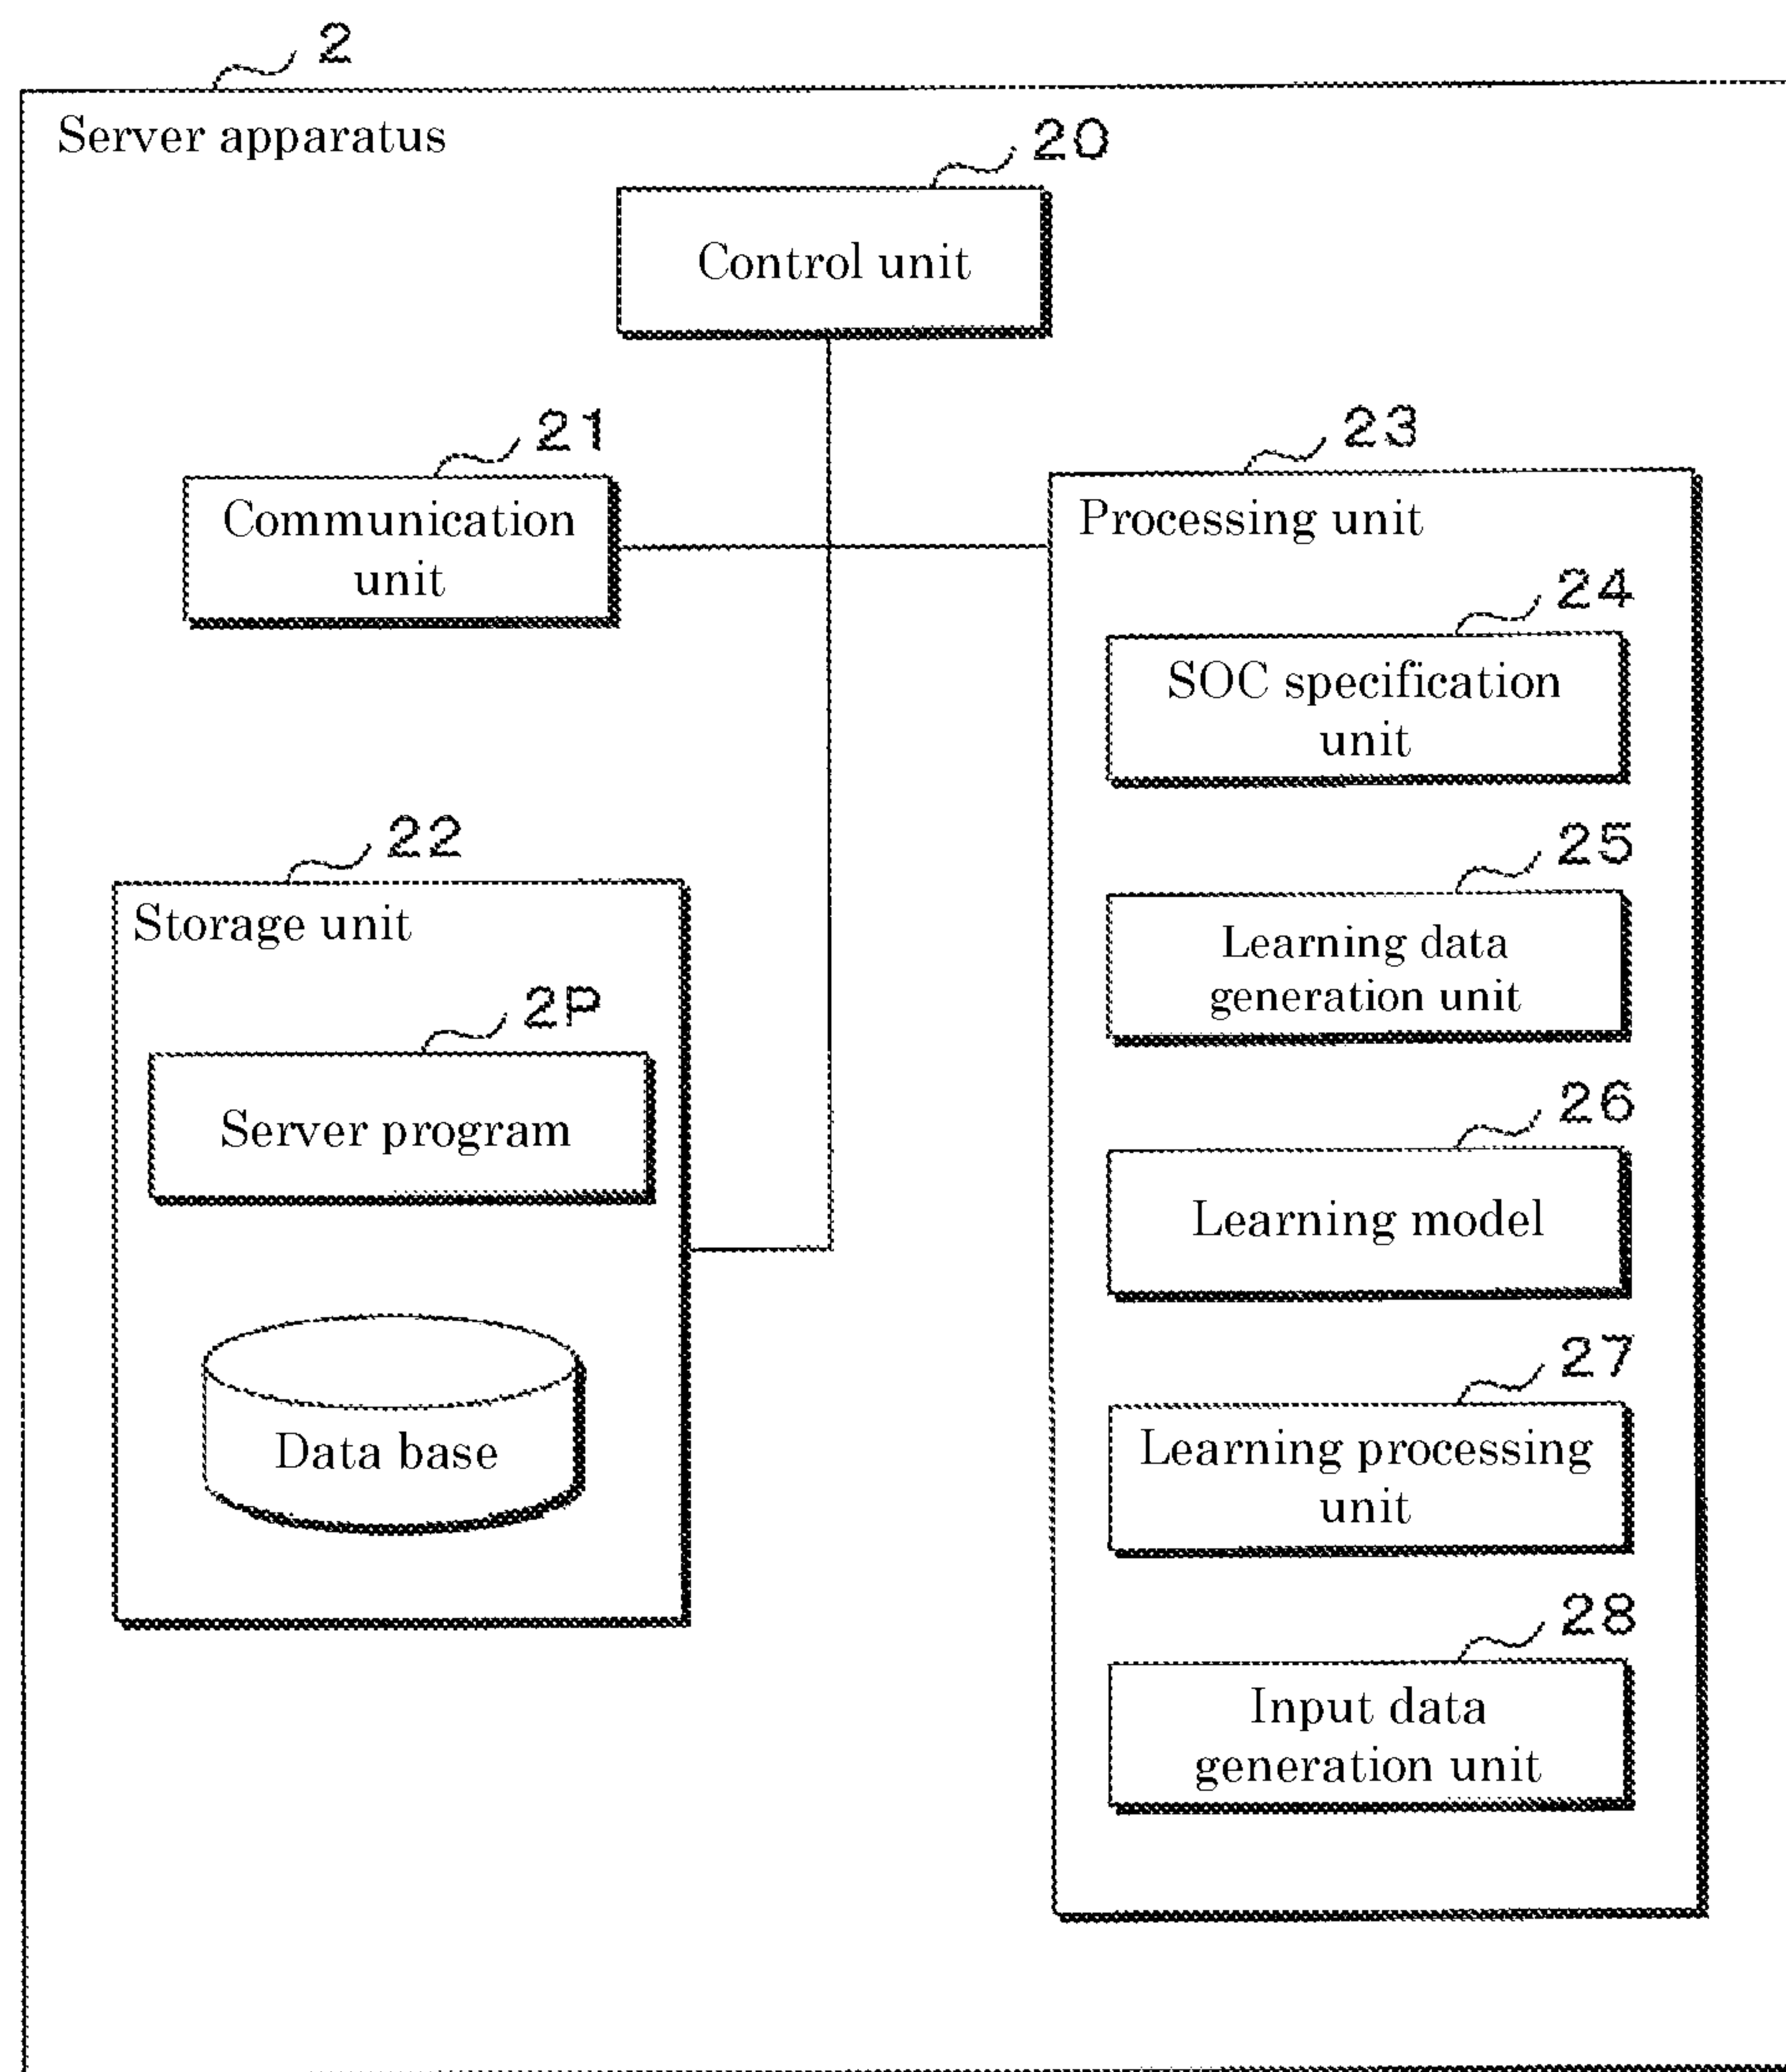 2
Server apparatus
20
Control unit
21
Communication
unit
23
Processing unit
24
SOC specification
unit
22
Storage unit
25
Learning data
generation unit
2P
Server program
26
Learning model
Data base
27
Learning processing
unit
28
Input data
generation unit